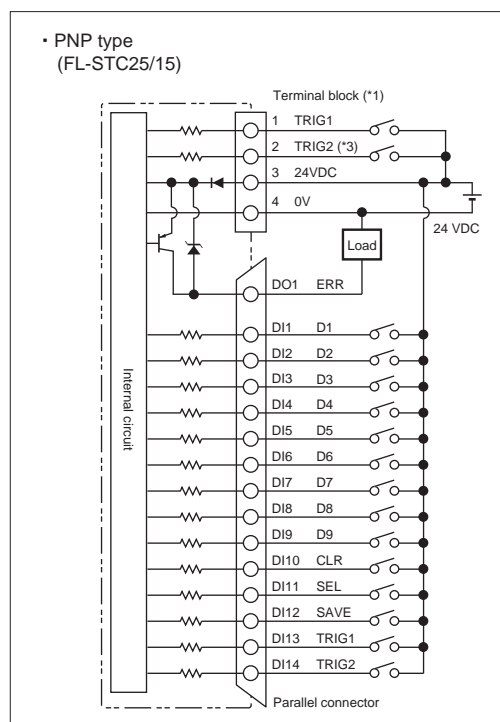 · PNP type
(FL-STC25/15)
Terminal block (*1)
1 TRIG1
2 TRIG2 (*3)
3 24VDC
4 0V
24 VDC
Load
DO1 ERR
DI1 D1
DI2 D2
DI3 D3
DI4 D4
DI5 D5
DI6 D6
DI7 D7
DI8 D8
DI9 D9
DI10 CLR
DI11 SEL
DI12 SAVE
DI13 TRIG1
DI14 TRIG2
Internal circuit
Parallel connector